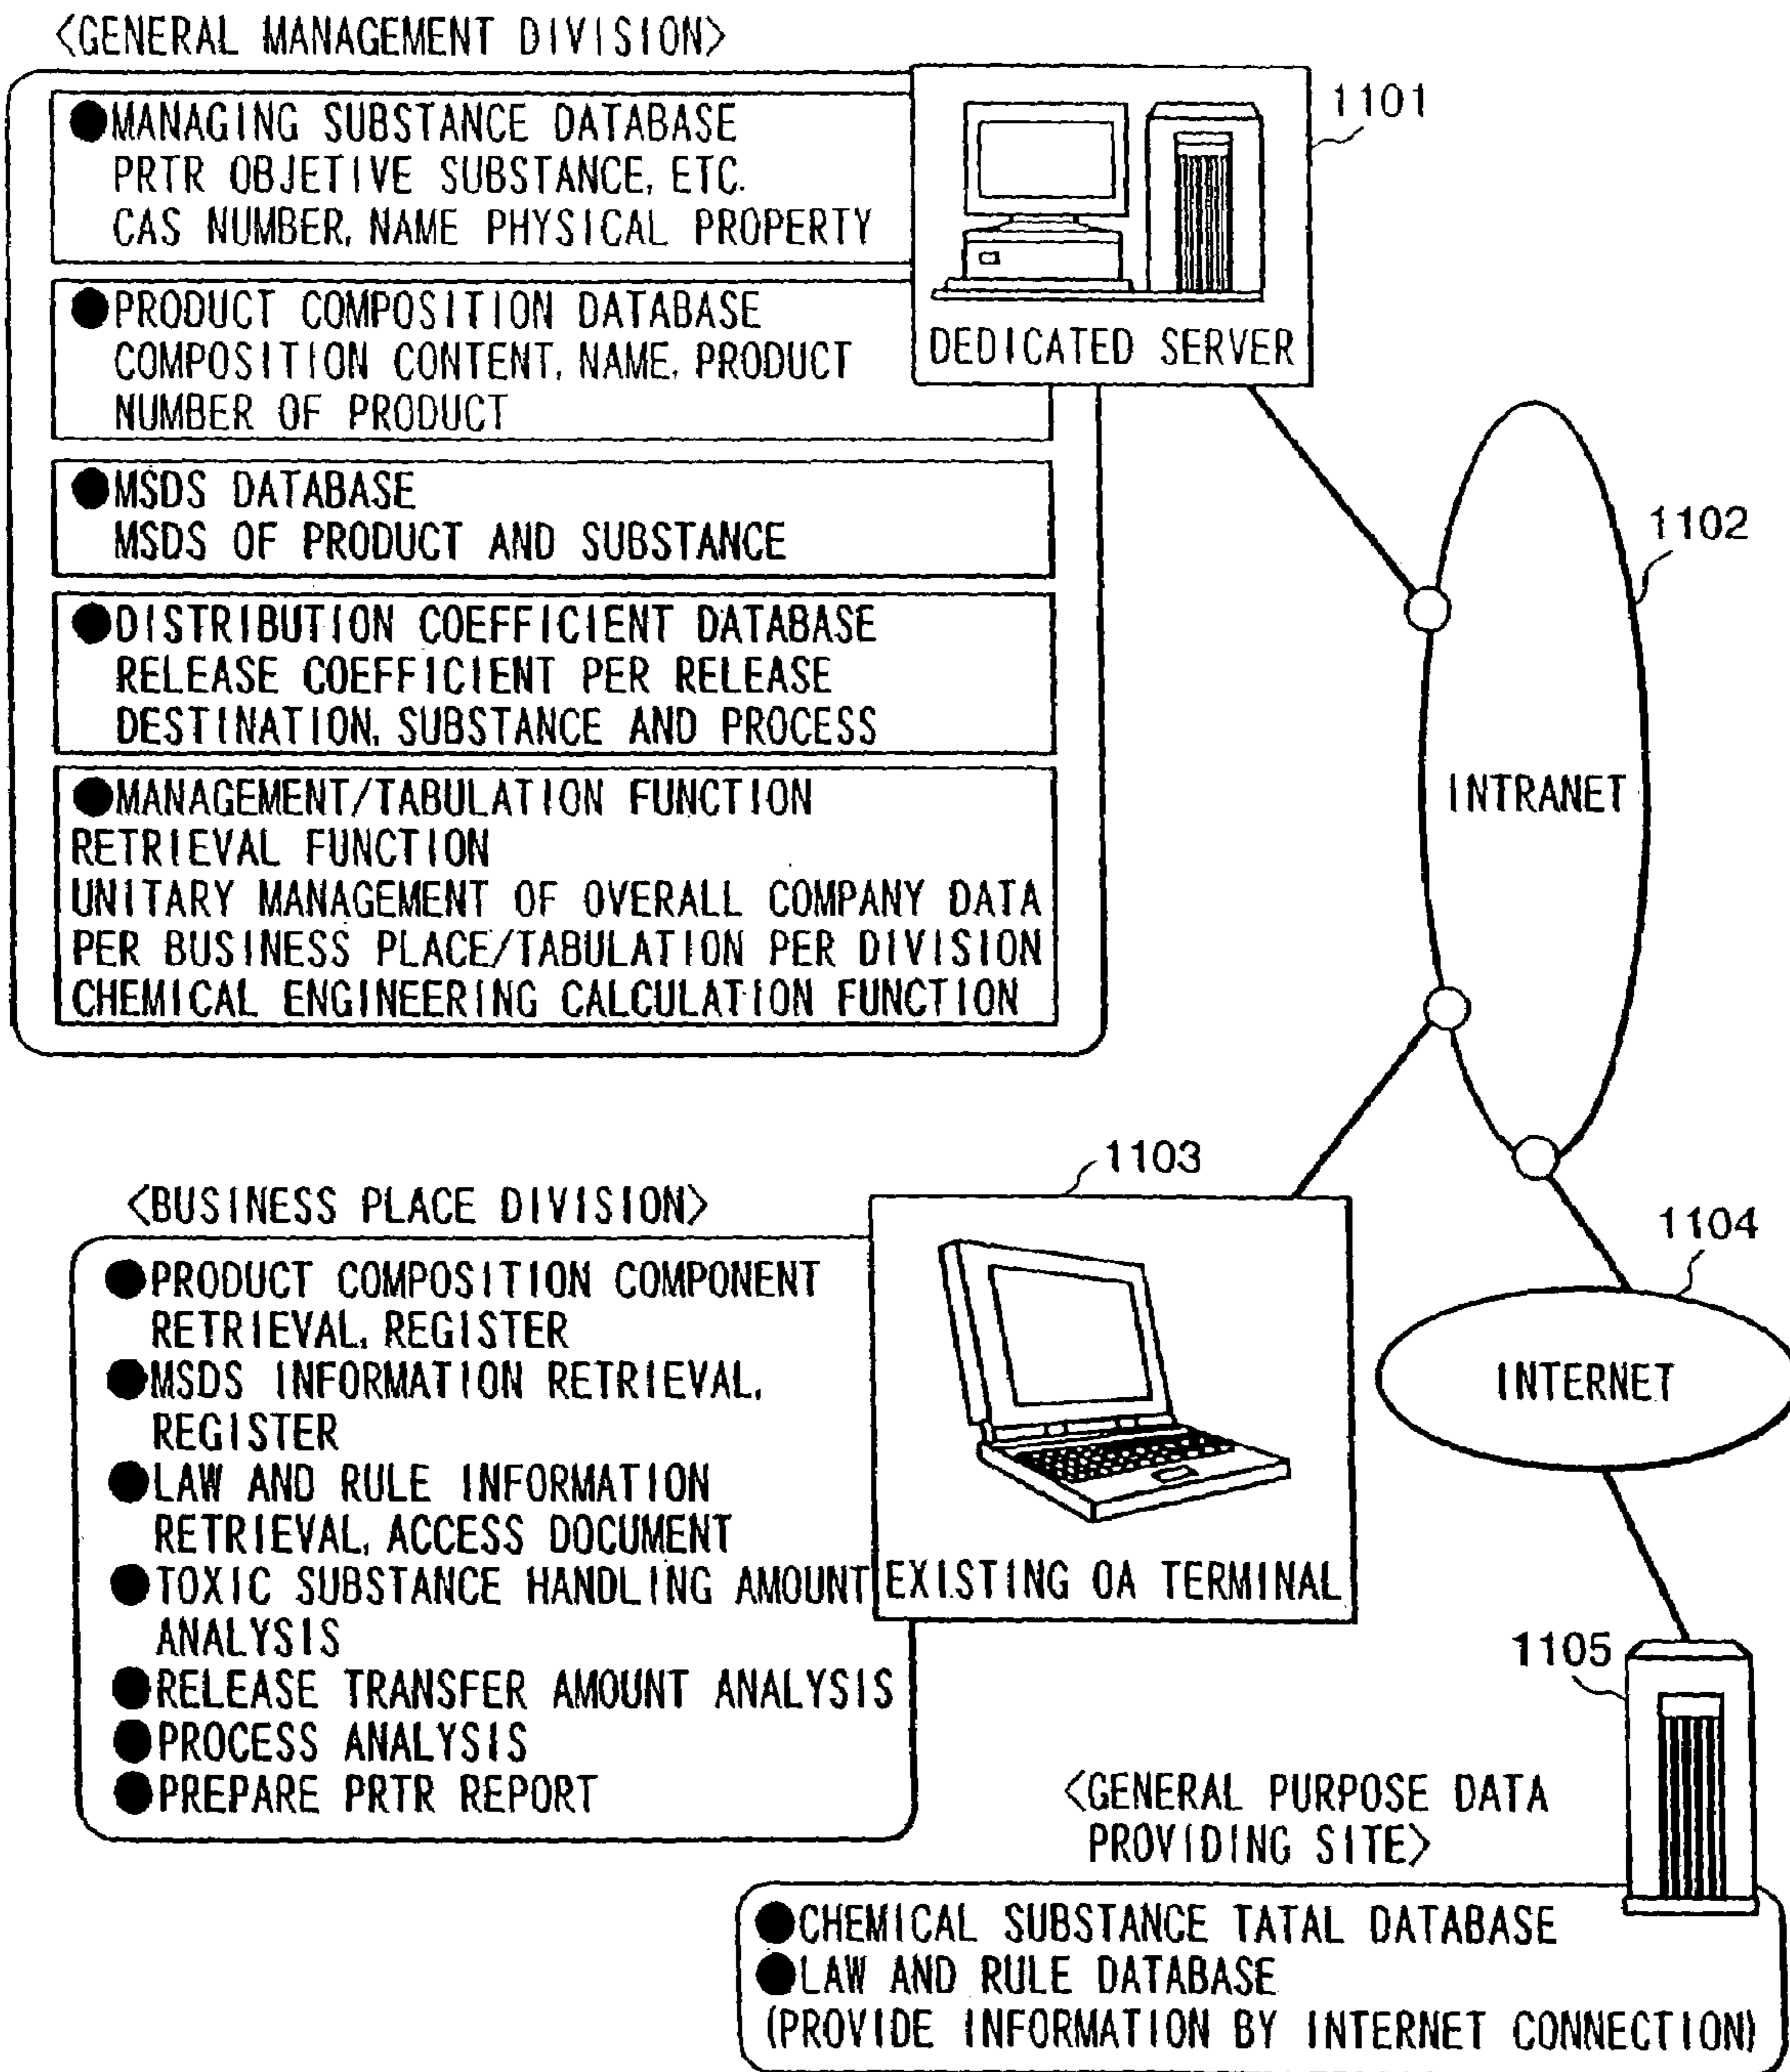 <GENERAL MANAGEMENT DIVISION>
●MANAGING SUBSTANCE DATABASE
PRTR OBJETIVE SUBSTANCE, ETC.
CAS NUMBER, NAME PHYSICAL PROPERTY
●PRODUCT COMPOSITION DATABASE
COMPOSITION CONTENT, NAME, PRODUCT
NUMBER OF PRODUCT
●MSDS DATABASE
MSDS OF PRODUCT AND SUBSTANCE
●DISTRIBUTION COEFFICIENT DATABASE
RELEASE COEFFICIENT PER RELEASE
DESTINATION, SUBSTANCE AND PROCESS
●MANAGEMENT/TABULATION FUNCTION
RETRIEVAL FUNCTION
UNITARY MANAGEMENT OF OVERALL COMPANY DATA
PER BUSINESS PLACE/TABULATION PER DIVISION
CHEMICAL ENGINEERING CALCULATION FUNCTION
DEDICATED SERVER
1101
1102
INTRANET
<BUSINESS PLACE DIVISION>
●PRODUCT COMPOSITION COMPONENT
RETRIEVAL, REGISTER
●MSDS INFORMATION RETRIEVAL,
REGISTER
●LAW AND RULE INFORMATION
RETRIEVAL, ACCESS DOCUMENT
●TOXIC SUBSTANCE HANDLING AMOUNT
ANALYSIS
●RELEASE TRANSFER AMOUNT ANALYSIS
●PROCESS ANALYSIS
●PREPARE PRTR REPORT
1103
EXISTING OA TERMINAL
1104
INTERNET
1105
<GENERAL PURPOSE DATA
PROVIDING SITE>
●CHEMICAL SUBSTANCE TATAL DATABASE
●LAW AND RULE DATABASE
(PROVIDE INFORMATION BY INTERNET CONNECTION)